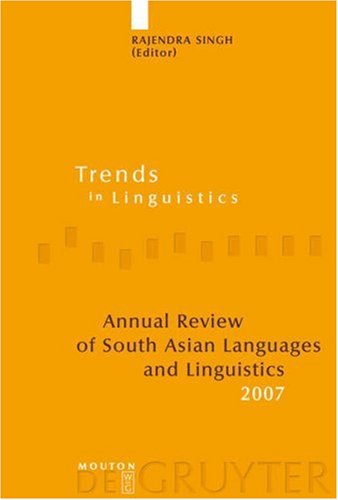 RAJENDRA SINGH
(Editor)
Trends
in Linguistics
Annual Review
of South Asian Languages
and Linguistics
2007
MOUTON
DE GRUYTER